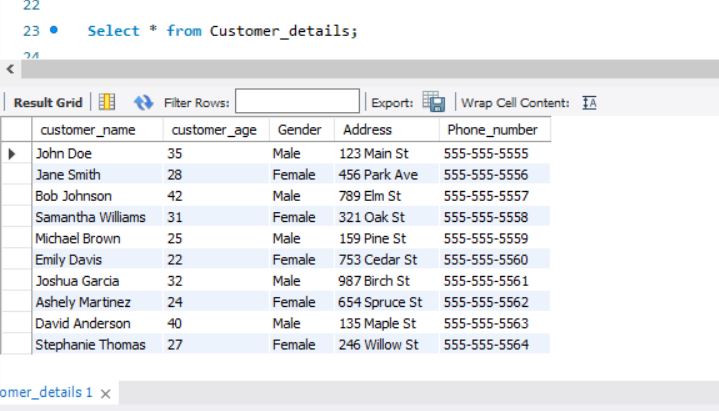 22
23 Select * from Customer_details;
24
Result Grid Filter Rows: Export: Wrap Cell Content: IA
customer_name customer_age Gender Address Phone_number
John Doe 35 Male 123 Main St 555-555-5555
Jane Smith 28 Female 456 Park Ave 555-555-5556
Bob Johnson 42 Male 789 Elm St 555-555-5557
Samantha Williams 31 Female 321 Oak St 555-555-5558
Michael Brown 25 Male 159 Pine St 555-555-5559
Emily Davis 22 Female 753 Cedar St 555-555-5560
Joshua Garcia 32 Male 987 Birch St 555-555-5561
Ashely Martinez 24 Female 654 Spruce St 555-555-5562
David Anderson 40 Male 135 Maple St 555-555-5563
Stephanie Thomas 27 Female 246 Willow St 555-555-5564
omer_details 1